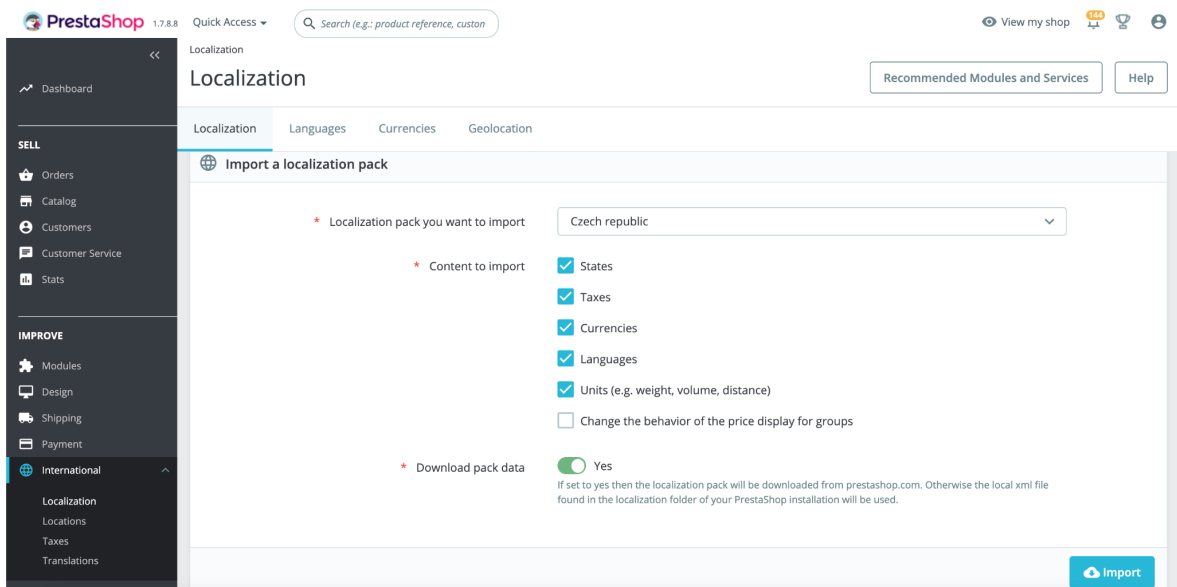 PrestaShop 1.7.8.8 Quick Access Search (e.g.: product reference, custon View my shop 144
Localization
Localization
Recommended Modules and Services Help
Localization Languages Currencies Geolocation
Dashboard
SELL
Orders
Catalog
Customers
Customer Service
Stats
IMPROVE
Modules
Design
Shipping
Payment
International
Localization
Locations
Taxes
Translations
Import a localization pack
* Localization pack you want to import Czech republic
* Content to import States
Taxes
Currencies
Languages
Units (e.g. weight, volume, distance)
Change the behavior of the price display for groups
* Download pack data Yes
If set to yes then the localization pack will be downloaded from prestashop.com. Otherwise the local xml file
found in the localization folder of your PrestaShop installation will be used.
Import